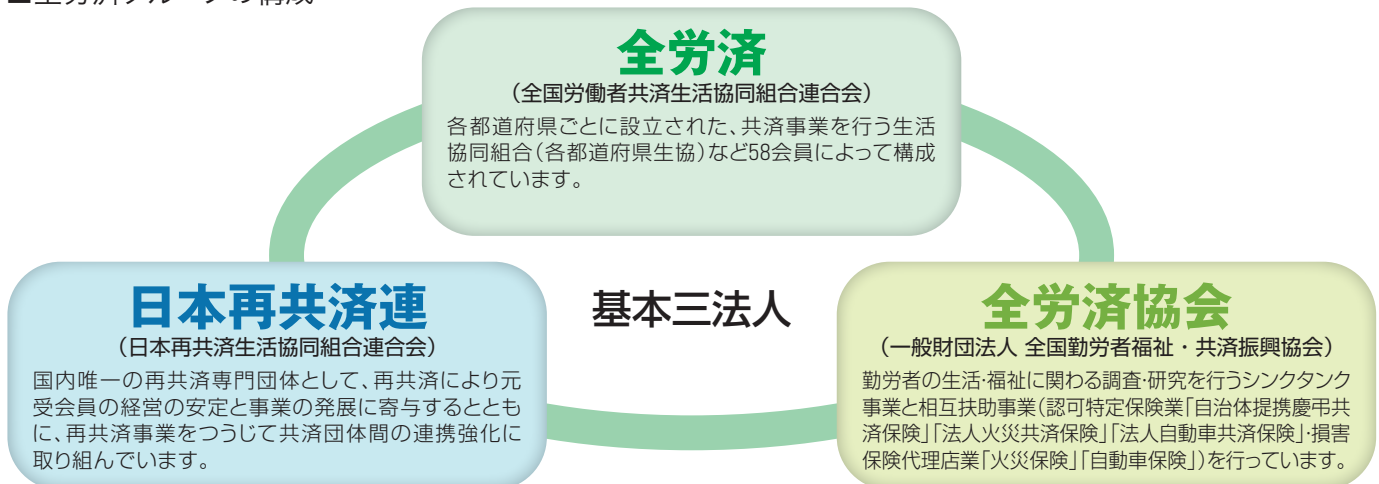 ■全労済グループの構成
全労済
（全国労働者共済生活協同組合連合会）
各都道府県ごとに設立された、共済事業を行う生活
協同組合（各都道府県生協）など58会員によって構成
されています。
日本再共済連
（日本再共済生活協同組合連合会）
国内唯一の再共済専門団体として、再共済により元
受会員の経営の安定と事業の発展に寄与するととも
に、再共済事業をつうじて共済団体間の連携強化に
取り組んでいます。
基本三法人
全労済協会
（一般財団法人 全国勤労者福祉・共済振興協会）
勤労者の生活・福祉に関わる調査・研究を行うシンクタンク
事業と相互扶助事業（認可特定保険業「自治体提携慶弔共
済保険」「法人火災共済保険」「法人自動車共済保険」・損害
保険代理店業「火災保険」「自動車保険」）を行っています。